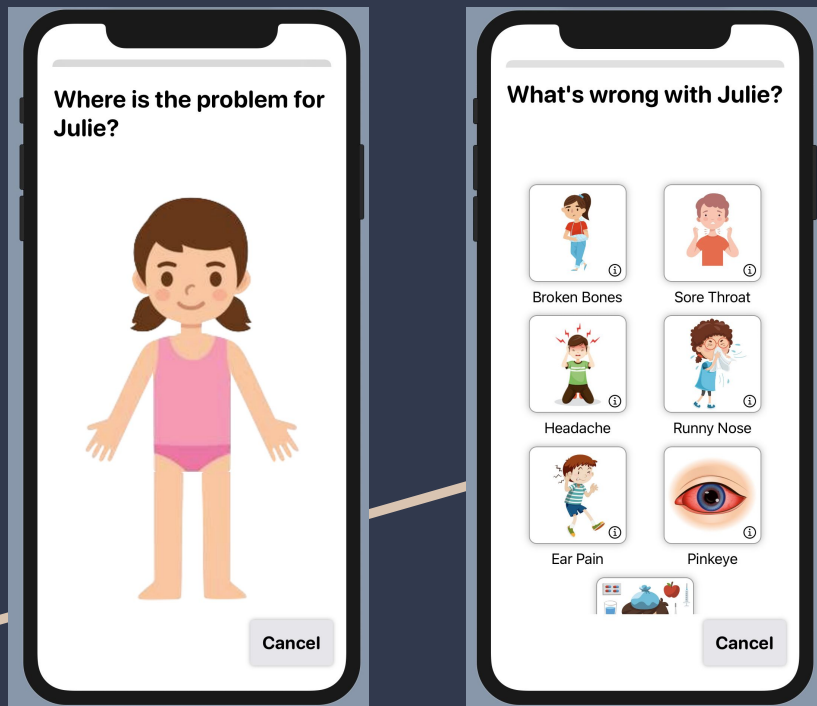 Where is the problem for
Julie?
Cancel
What's wrong with Julie?
Broken Bones
Sore Throat
Headache
Runny Nose
Ear Pain
Pinkeye
Cancel